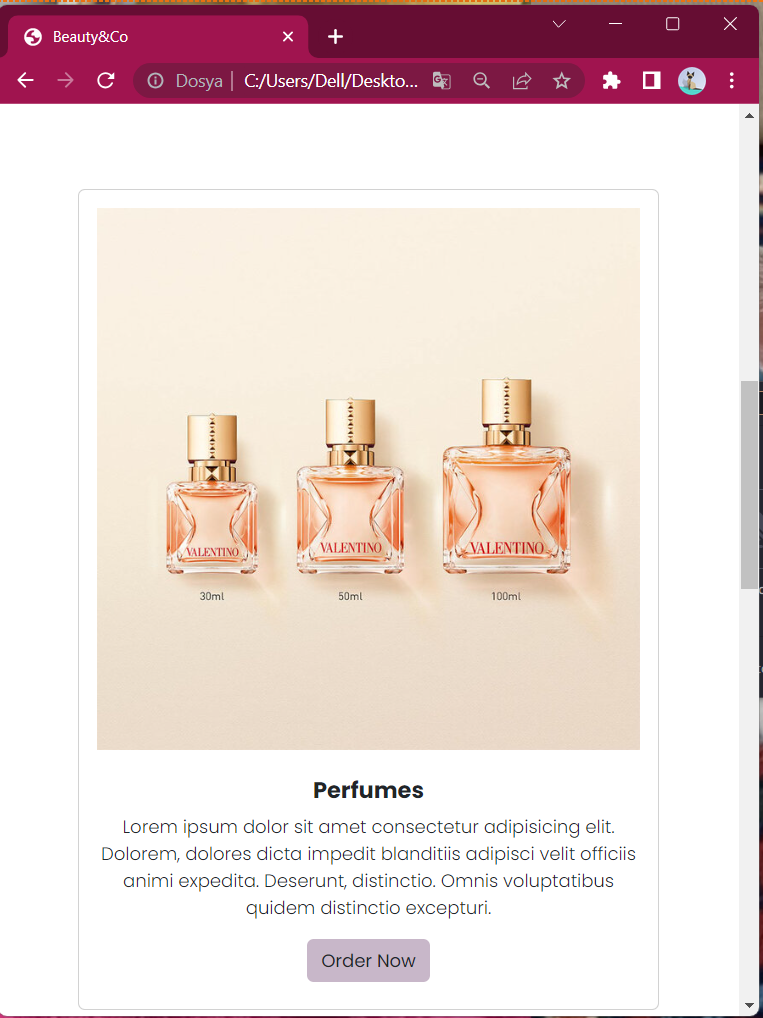 Beauty&Co
Dosya | C:/Users/Dell/Deskto...
VALENTINO VALENTINO VALENTINO
30ml 50ml 100ml
Perfumes
Lorem ipsum dolor sit amet consectetur adipisicing elit.
Dolorem, dolores dicta impedit blanditiis adipisci velit officiis
animi expedita. Deserunt, distinctio. Omnis voluptatibus
quidem distinctio excepturi.
Order Now